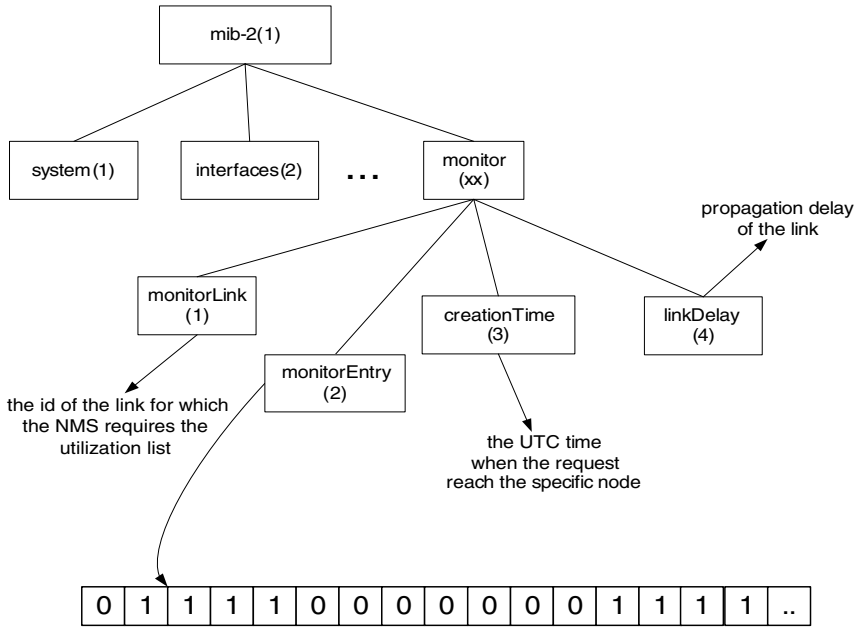 mib-2(1)
system(1)
interfaces(2)
...
monitor
(xx)
propagation delay
of the link
monitorLink
(1)
creationTime
(3)
linkDelay
(4)
monitorEntry
(2)
the id of the link for which
the NMS requires the
utilization list
the UTC time
when the request
reach the specific node
0 1 1 1 1 0 0 0 0 0 0 0 1 1 1 1 ..